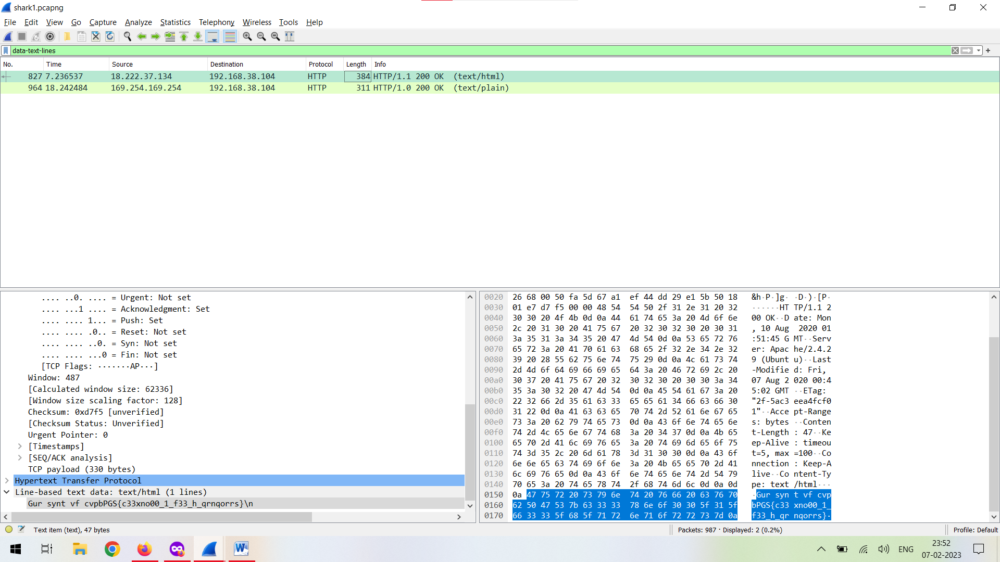 shark1.pcapng
File Edit View Go Capture Analyze Statistics Telephony Wireless Tools Help
data-text-lines
No. Time Source Destination Protocol Length Info
827 7.236537 18.222.37.134 192.168.38.104 HTTP 384 HTTP/1.1 200 OK (text/html)
964 18.242484 169.254.169.254 192.168.38.104 HTTP 311 HTTP/1.0 200 OK (text/plain)
.... ..0. .... = Urgent: Not set
.... ...1 .... = Acknowledgment: Set
.... .... 1... = Push: Set
.... .... .0.. = Reset: Not set
.... .... ..0. = Syn: Not set
.... .... ...0 = Fin: Not set
[TCP Flags: ·······AP···]
Window: 487
[Calculated window size: 62336]
[Window size scaling factor: 128]
Checksum: 0xd7f5 [unverified]
[Checksum Status: Unverified]
Urgent Pointer: 0
[Timestamps]
[SEQ/ACK analysis]
TCP payload (330 bytes)
Hypertext Transfer Protocol
Line-based text data: text/html (1 lines)
Gur synt vf cvpbPGS{c33xno00_1_f33_h_qrnqorrs}\n
0020 26 68 00 50 fa 5d 67 a1 ef 44 dd 29 e1 5b 50 18 &h·P·]g· ·D·)·[P·
0030 01 e7 d7 f5 00 00 48 54 54 50 2f 31 2e 31 20 32 ······HT TP/1.1 2
0040 30 30 20 4f 4b 0d 0a 44 61 74 65 3a 20 4d 6f 6e 00 OK··D ate: Mon
0050 2c 20 31 30 20 41 75 67 20 32 30 32 30 20 30 31 , 10 Aug 2020 01
0060 3a 35 31 3a 34 35 20 47 4d 54 0d 0a 53 65 72 76 :51:45 G MT··Serv
0070 65 72 3a 20 41 70 61 63 68 65 2f 32 2e 34 2e 32 er: Apac he/2.4.2
0080 39 20 28 55 62 75 6e 74 75 29 0d 0a 4c 61 73 74 9 (Ubunt u)··Last
0090 2d 4d 6f 64 69 66 69 65 64 3a 20 46 72 69 2c 20 -Modifie d: Fri,
00a0 30 37 20 41 75 67 20 32 30 32 30 20 30 30 3a 34 07 Aug 2 020 00:4
00b0 35 3a 30 32 20 47 4d 54 0d 0a 45 54 61 67 3a 20 5:02 GMT ··ETag:
00c0 22 32 66 2d 35 61 63 33 65 65 61 34 66 63 66 30 "2f-5ac3 eea4fcf0
00d0 31 22 0d 0a 41 63 63 65 70 74 2d 52 61 6e 67 65 1"··Acce pt-Range
00e0 73 3a 20 62 79 74 65 73 0d 0a 43 6f 6e 74 65 6e s: bytes ··Conten
00f0 74 2d 4c 65 6e 67 74 68 3a 20 34 37 0d 0a 4b 65 t-Length : 47··Ke
0100 65 70 2d 41 6c 69 76 65 3a 20 74 69 6d 65 6f 75 ep-Alive : timeou
0110 74 3d 35 2c 20 6d 61 78 3d 31 30 30 0d 0a 43 6f t=5, max =100··Co
0120 6e 6e 65 63 74 69 6f 6e 3a 20 4b 65 65 70 2d 41 nnection : Keep-A
0130 6c 69 76 65 0d 0a 43 6f 6e 74 65 6e 74 2d 54 79 live··Co ntent-Ty
0140 70 65 3a 20 74 65 78 74 2f 68 74 6d 6c 0d 0a 0d pe: text /html···
0150 0a 47 75 72 20 73 79 6e 74 20 76 66 20 63 76 70 ·Gur syn t vf cvp
0160 62 50 47 53 7b 63 33 33 78 6e 6f 30 30 5f 31 5f bPGS{c33 xno00_1_
0170 66 33 33 5f 68 5f 71 72 6e 71 6f 72 72 73 7d 0a f33_h_qr nqorrs}·
Text item (text), 47 bytes
Packets: 987 · Displayed: 2 (0.2%)
Profile: Default
ENG
23:52
07-02-2023